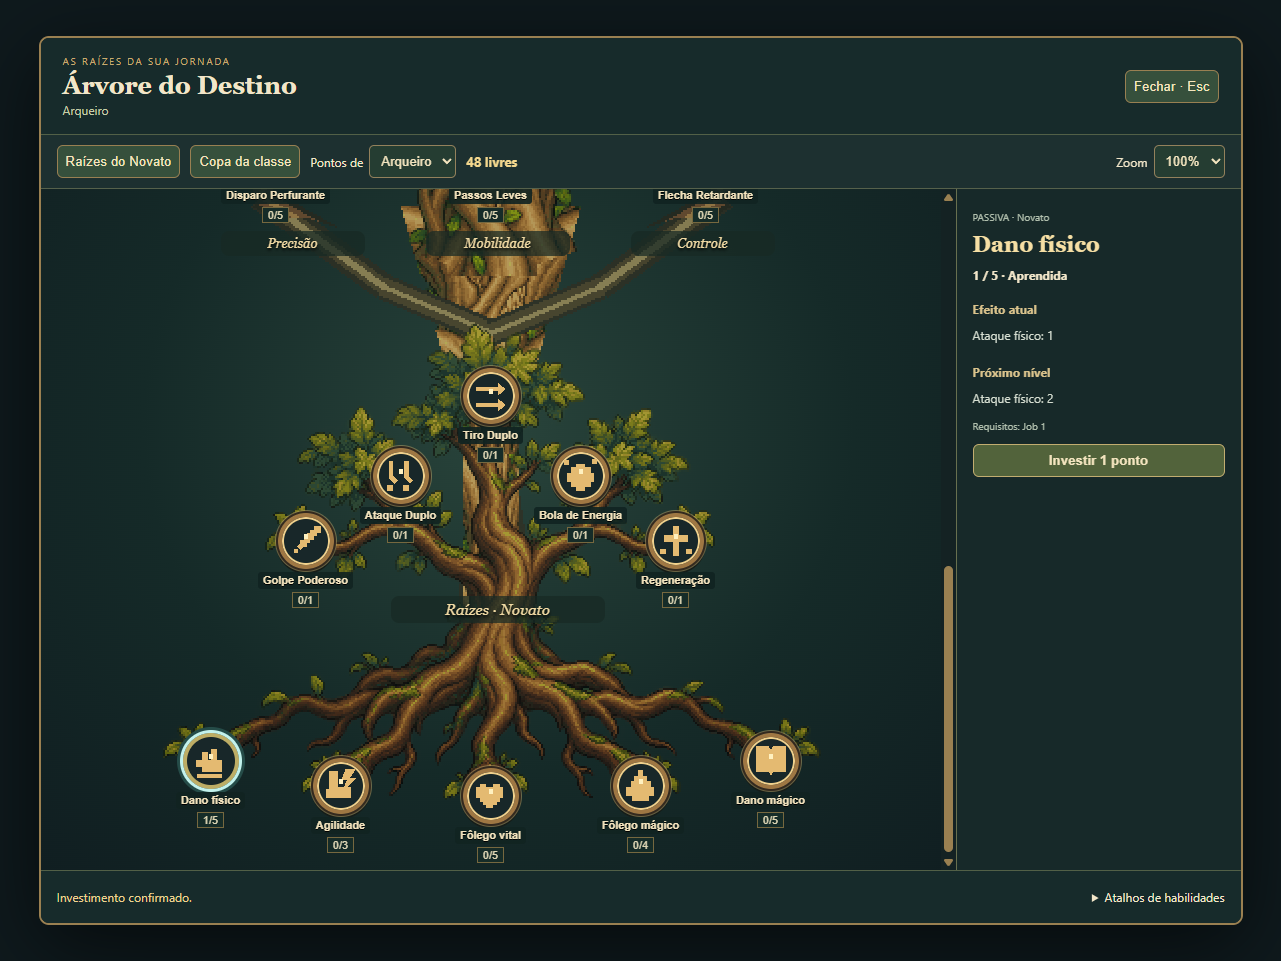 AS RAÍZES DA SUA JORNADA
Árvore do Destino
Arqueiro
Fechar · Esc
Raízes do Novato
Copa da classe
Pontos de
Arqueiro
48 livres
Zoom
100%
Disparo Perfurante
0/5
Passos Leves
0/5
Flecha Retardante
0/5
Precisão
Mobilidade
Controle
Tiro Duplo
0/1
Ataque Duplo
0/1
Bola de Energia
0/1
Golpe Poderoso
0/1
Regeneração
0/1
Raízes · Novato
Dano físico
1/5
Agilidade
0/3
Fôlego vital
0/5
Fôlego mágico
0/4
Dano mágico
0/5
PASSIVA · Novato
Dano físico
1 / 5 · Aprendida
Efeito atual
Ataque físico: 1
Próximo nível
Ataque físico: 2
Requisitos: Job 1
Investir 1 ponto
Investimento confirmado.
Atalhos de habilidades